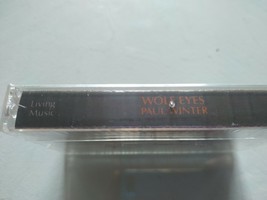 Living
Music
WOLF EYES
PAUL WINTER